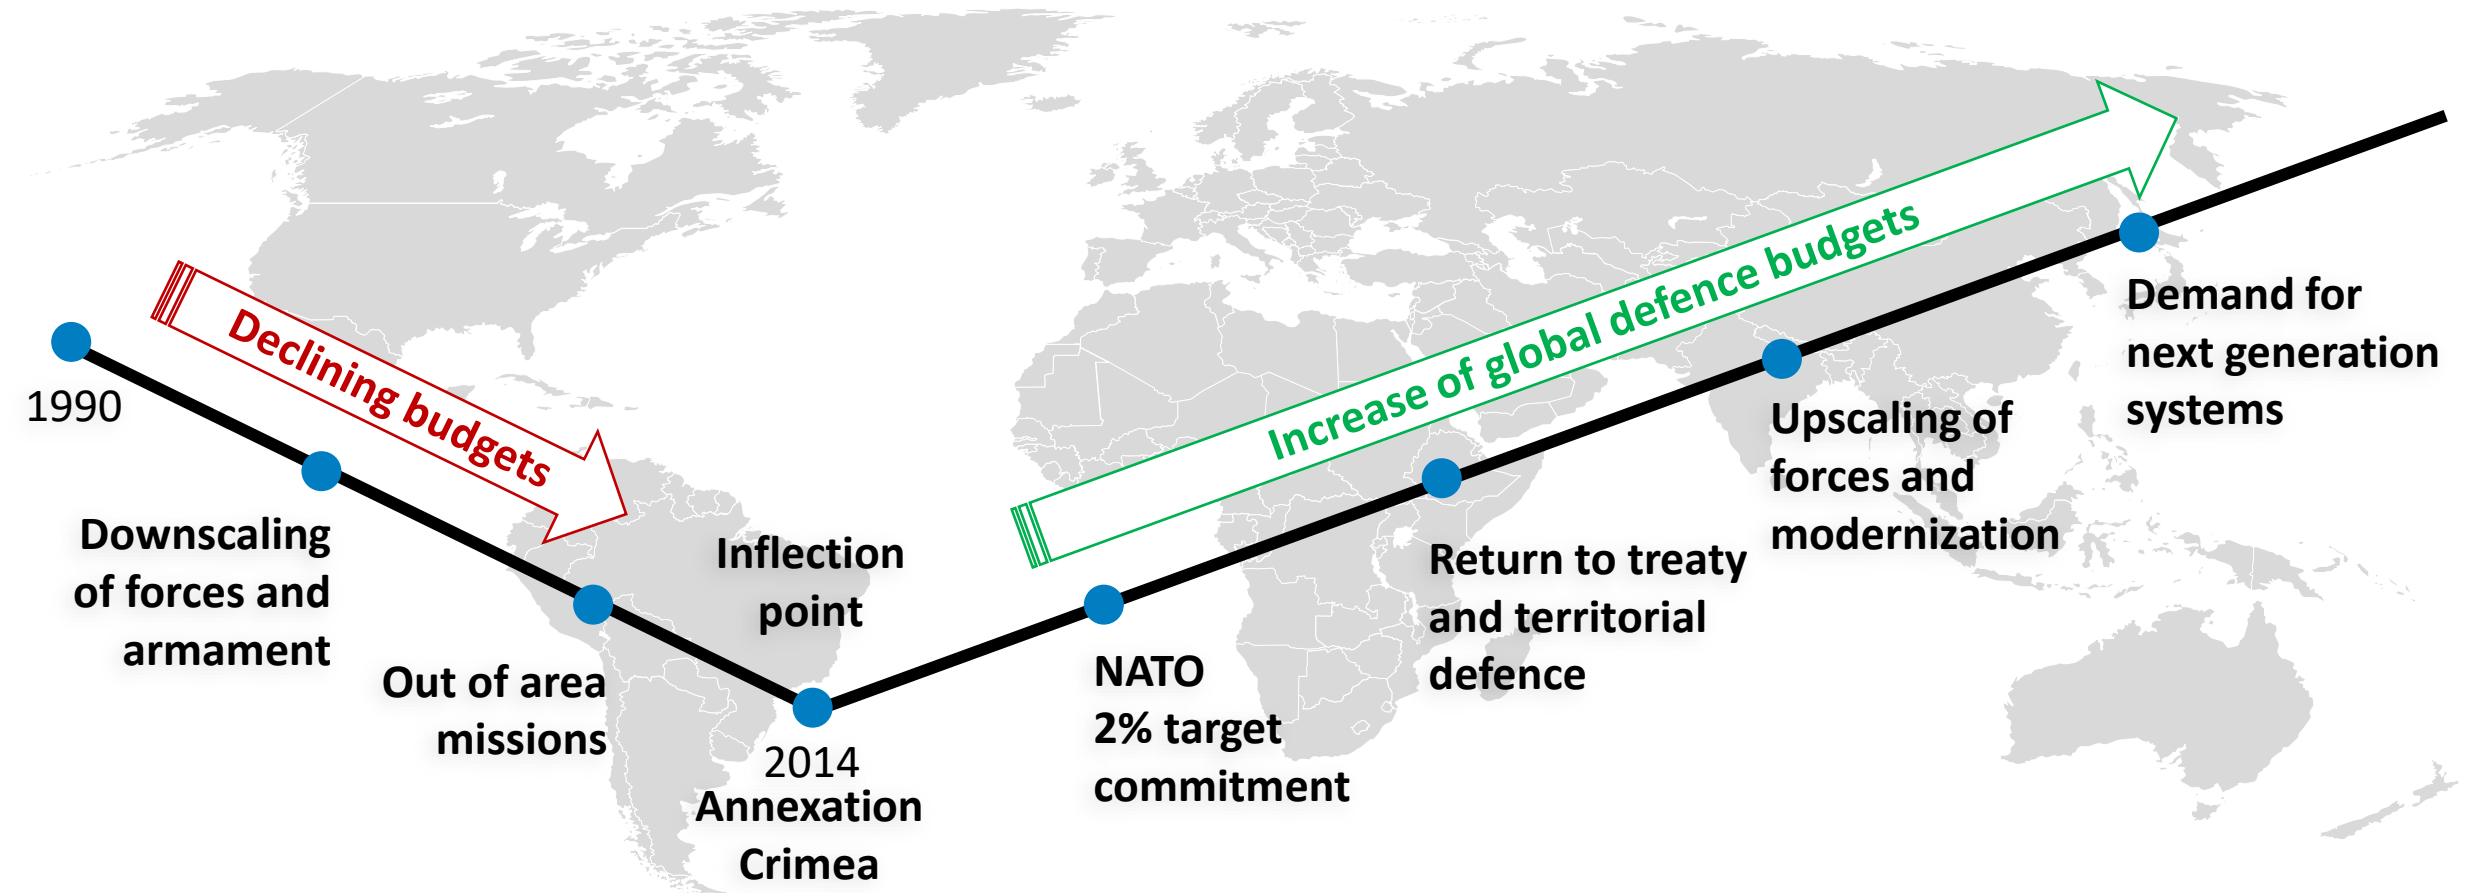 Declining budgets
Increase of global defence budgets
1990
Downscaling
of forces and
armament
Out of area
missions
Inflection
point
2014
Annexation
Crimea
NATO
2% target
commitment
Return to treaty
and territorial
defence
Upscaling of
forces and
modernization
Demand for
next generation
systems